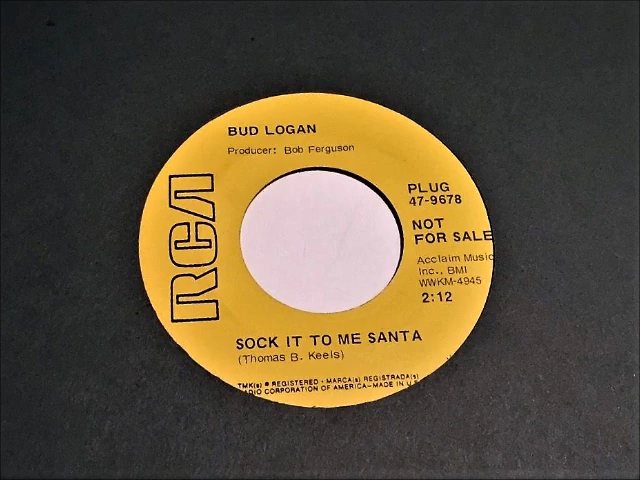 BUD LOGAN
Producer: Bob Ferguson
RCA
PLUG
47-9678
NOT
FOR SALE
Acclaim Music
Inc., BMI
WWKM-4945
2:12
SOCK IT TO ME SANTA
(Thomas B. Keels)
TMK(s) ® REGISTERED • MARCA(s) REGISTRADA(s)
ADIO CORPORATION OF AMERICA—MADE IN U.S